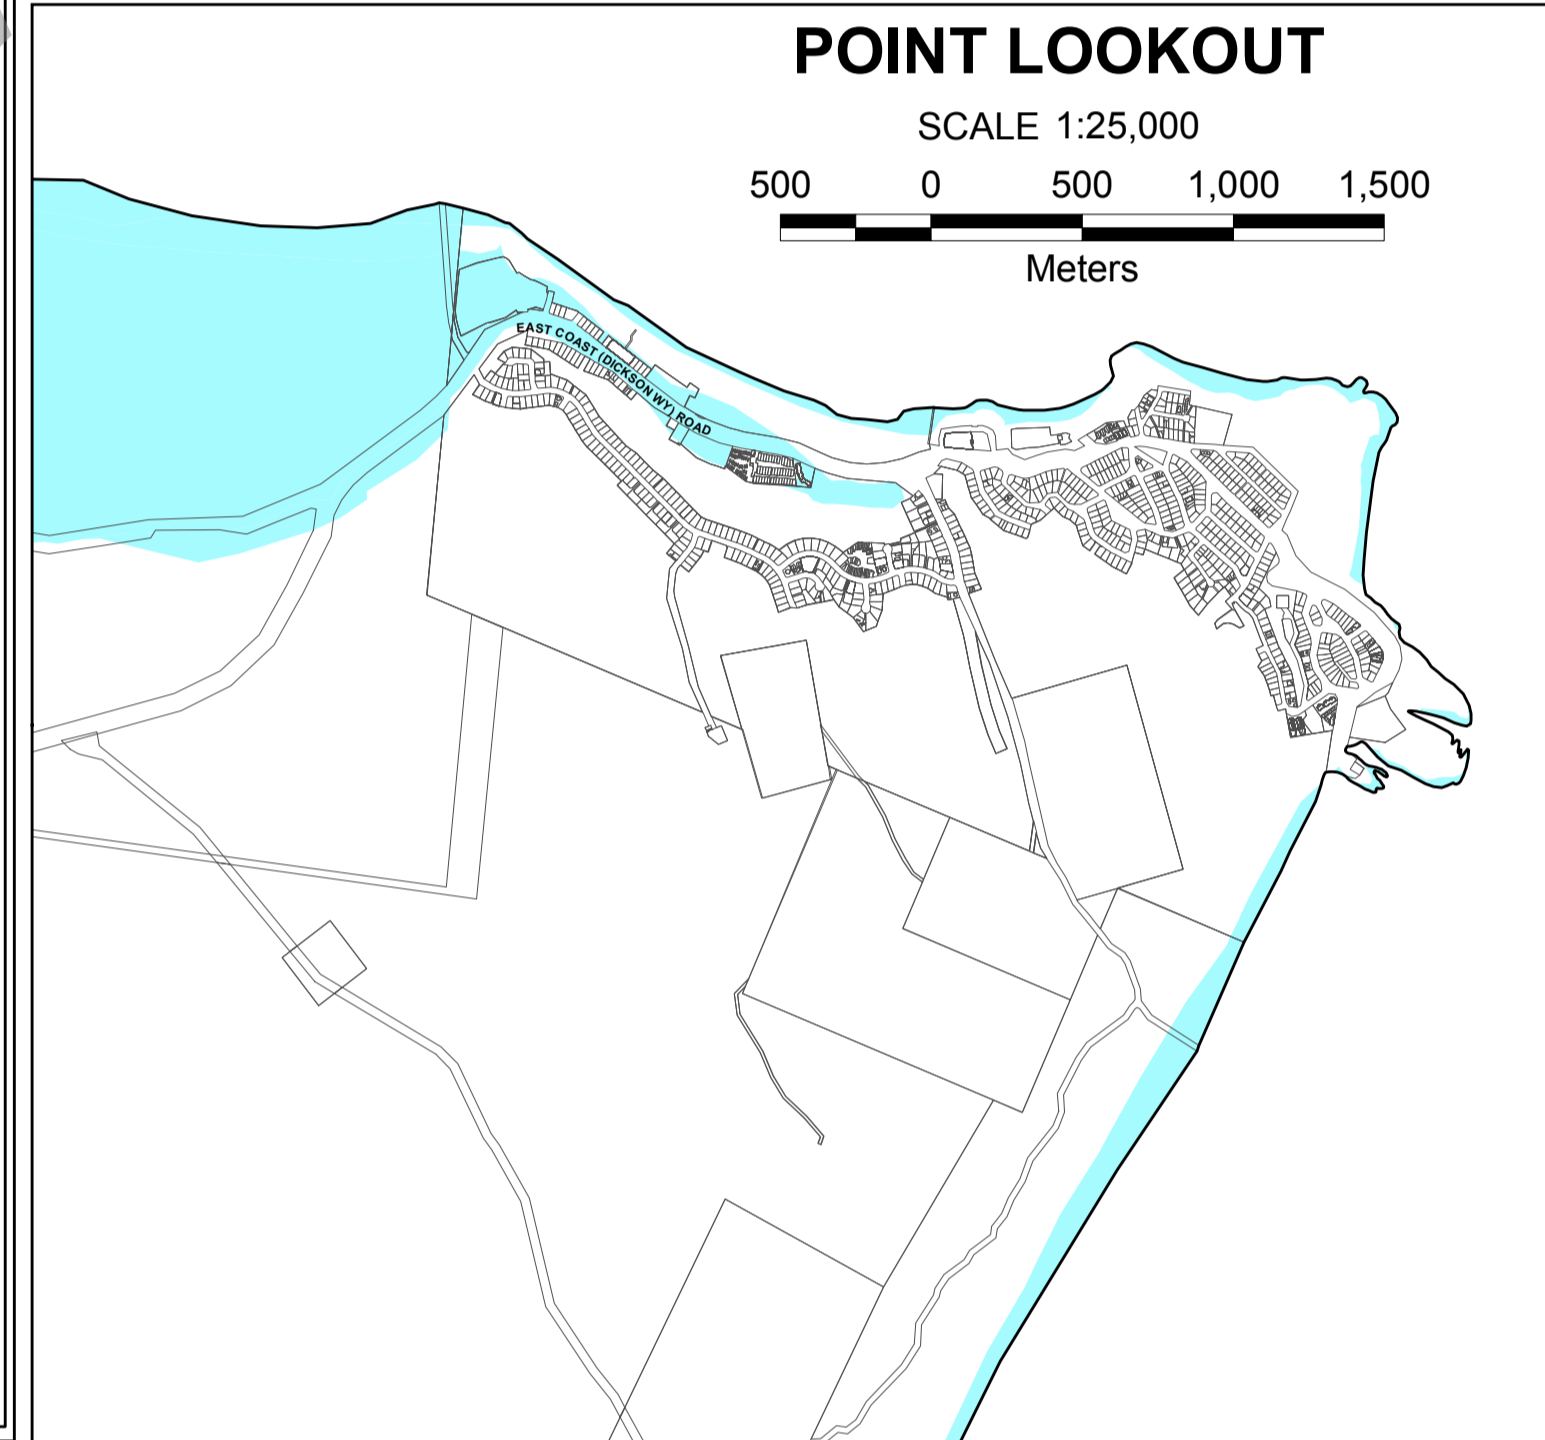 POINT LOOKOUT
SCALE 1:25,000
500 0 500 1,000 1,500
Meters
EAST COAST (DICKSON WY) ROAD